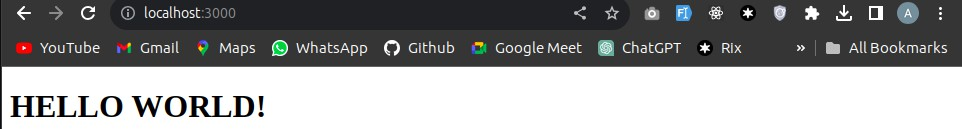 localhost:3000
A
YouTube Gmail Maps WhatsApp Github Google Meet ChatGPT Rix » All Bookmarks
HELLO WORLD!